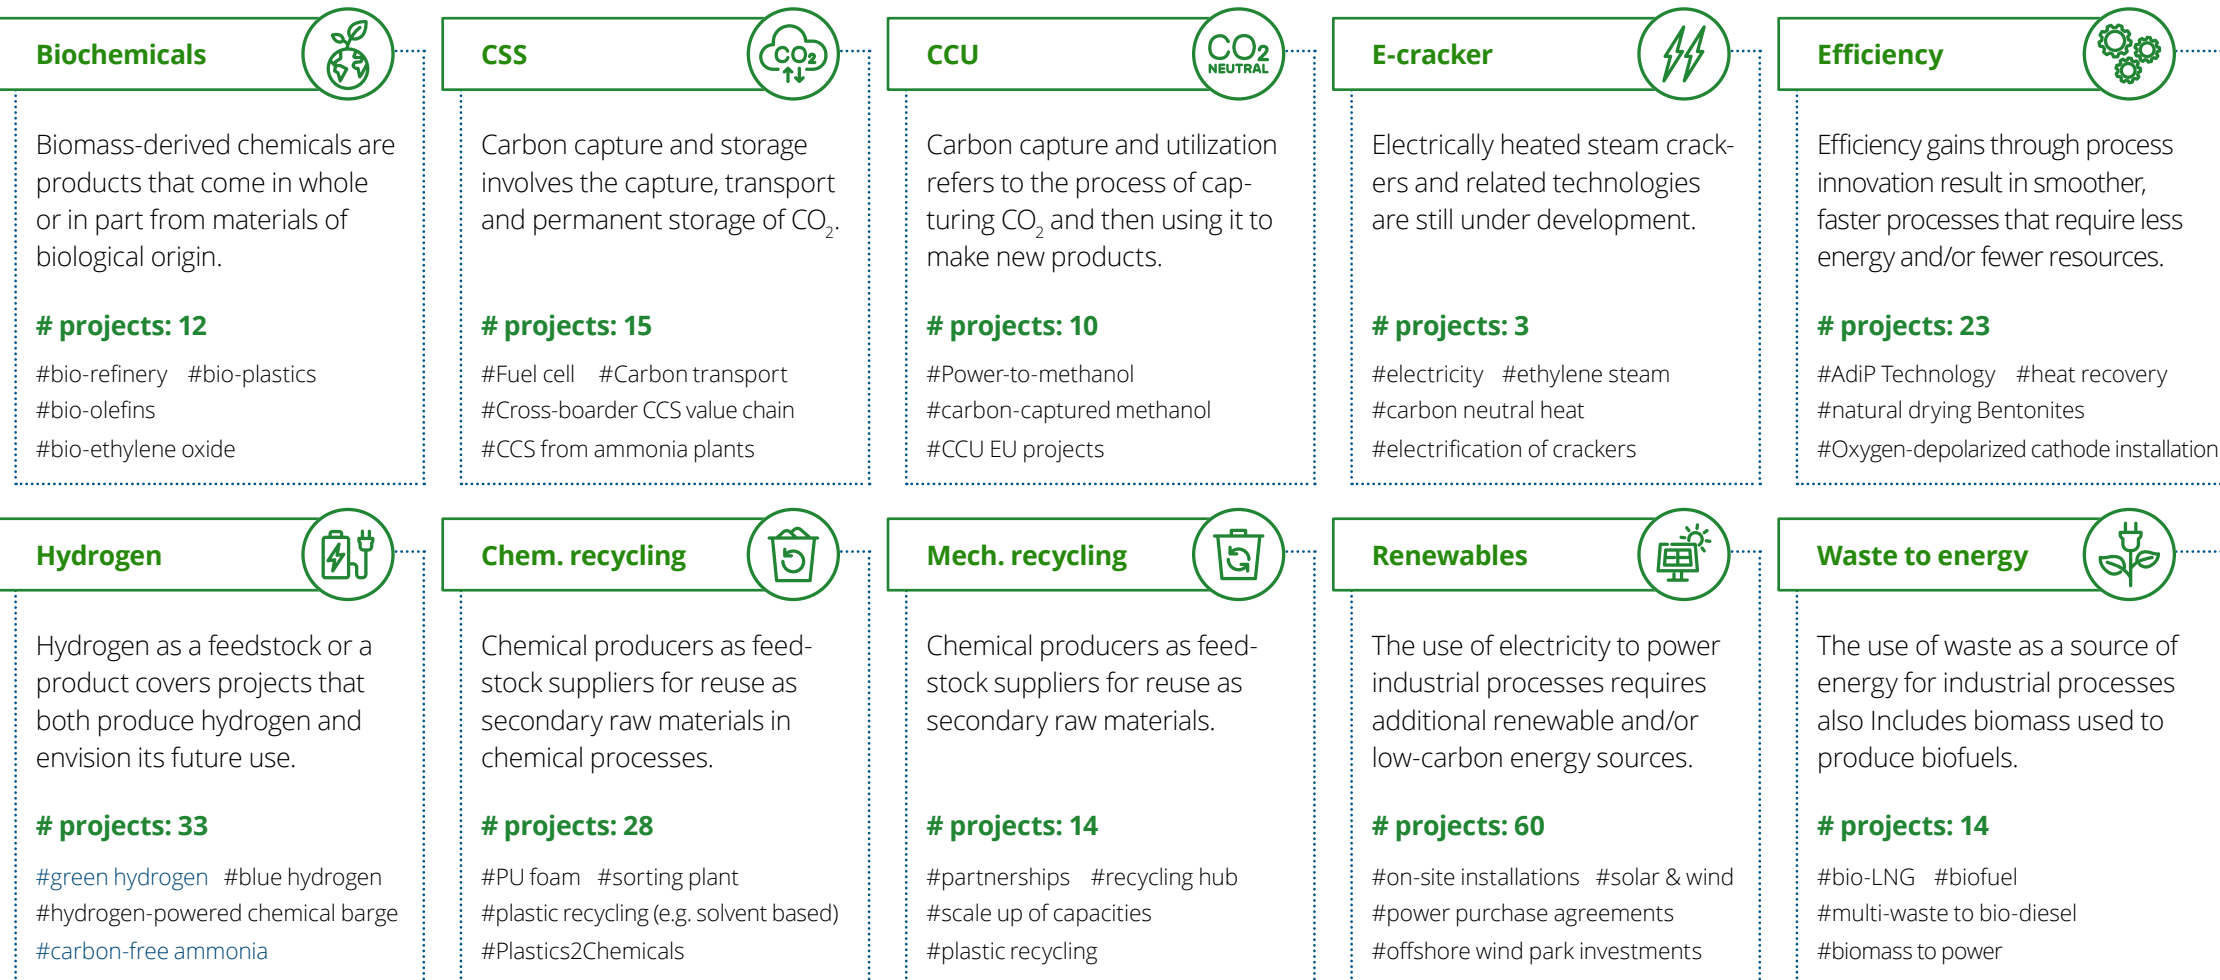 Biochemicals
Biomass-derived chemicals are
products that come in whole
or in part from materials of
biological origin.
# projects: 12
#bio-refinery #bio-plastics
#bio-olefins
#bio-ethylene oxide
CSS
CO2
Carbon capture and storage
involves the capture, transport
and permanent storage of CO2.
# projects: 15
#Fuel cell #Carbon transport
#Cross-boarder CCS value chain
#CCS from ammonia plants
CCU
CO2
NEUTRAL
Carbon capture and utilization
refers to the process of cap-
turing CO2 and then using it to
make new products.
# projects: 10
#Power-to-methanol
#carbon-captured methanol
#CCU EU projects
E-cracker
Electrically heated steam crack-
ers and related technologies
are still under development.
# projects: 3
#electricity #ethylene steam
#carbon neutral heat
#electrification of crackers
Efficiency
Efficiency gains through process
innovation result in smoother,
faster processes that require less
energy and/or fewer resources.
# projects: 23
#AdiP Technology #heat recovery
#natural drying Bentonites
#Oxygen-depolarized cathode installation
Hydrogen
Hydrogen as a feedstock or a
product covers projects that
both produce hydrogen and
envision its future use.
# projects: 33
#green hydrogen #blue hydrogen
#hydrogen-powered chemical barge
#carbon-free ammonia
Chem. recycling
Chemical producers as feed-
stock suppliers for reuse as
secondary raw materials in
chemical processes.
# projects: 28
#PU foam #sorting plant
#plastic recycling (e.g. solvent based)
#Plastics2Chemicals
Mech. recycling
Chemical producers as feed-
stock suppliers for reuse as
secondary raw materials.
# projects: 14
#partnerships #recycling hub
#scale up of capacities
#plastic recycling
Renewables
The use of electricity to power
industrial processes requires
additional renewable and/or
low-carbon energy sources.
# projects: 60
#on-site installations #solar & wind
#power purchase agreements
#offshore wind park investments
Waste to energy
The use of waste as a source of
energy for industrial processes
also Includes biomass used to
produce biofuels.
# projects: 14
#bio-LNG #biofuel
#multi-waste to bio-diesel
#biomass to power